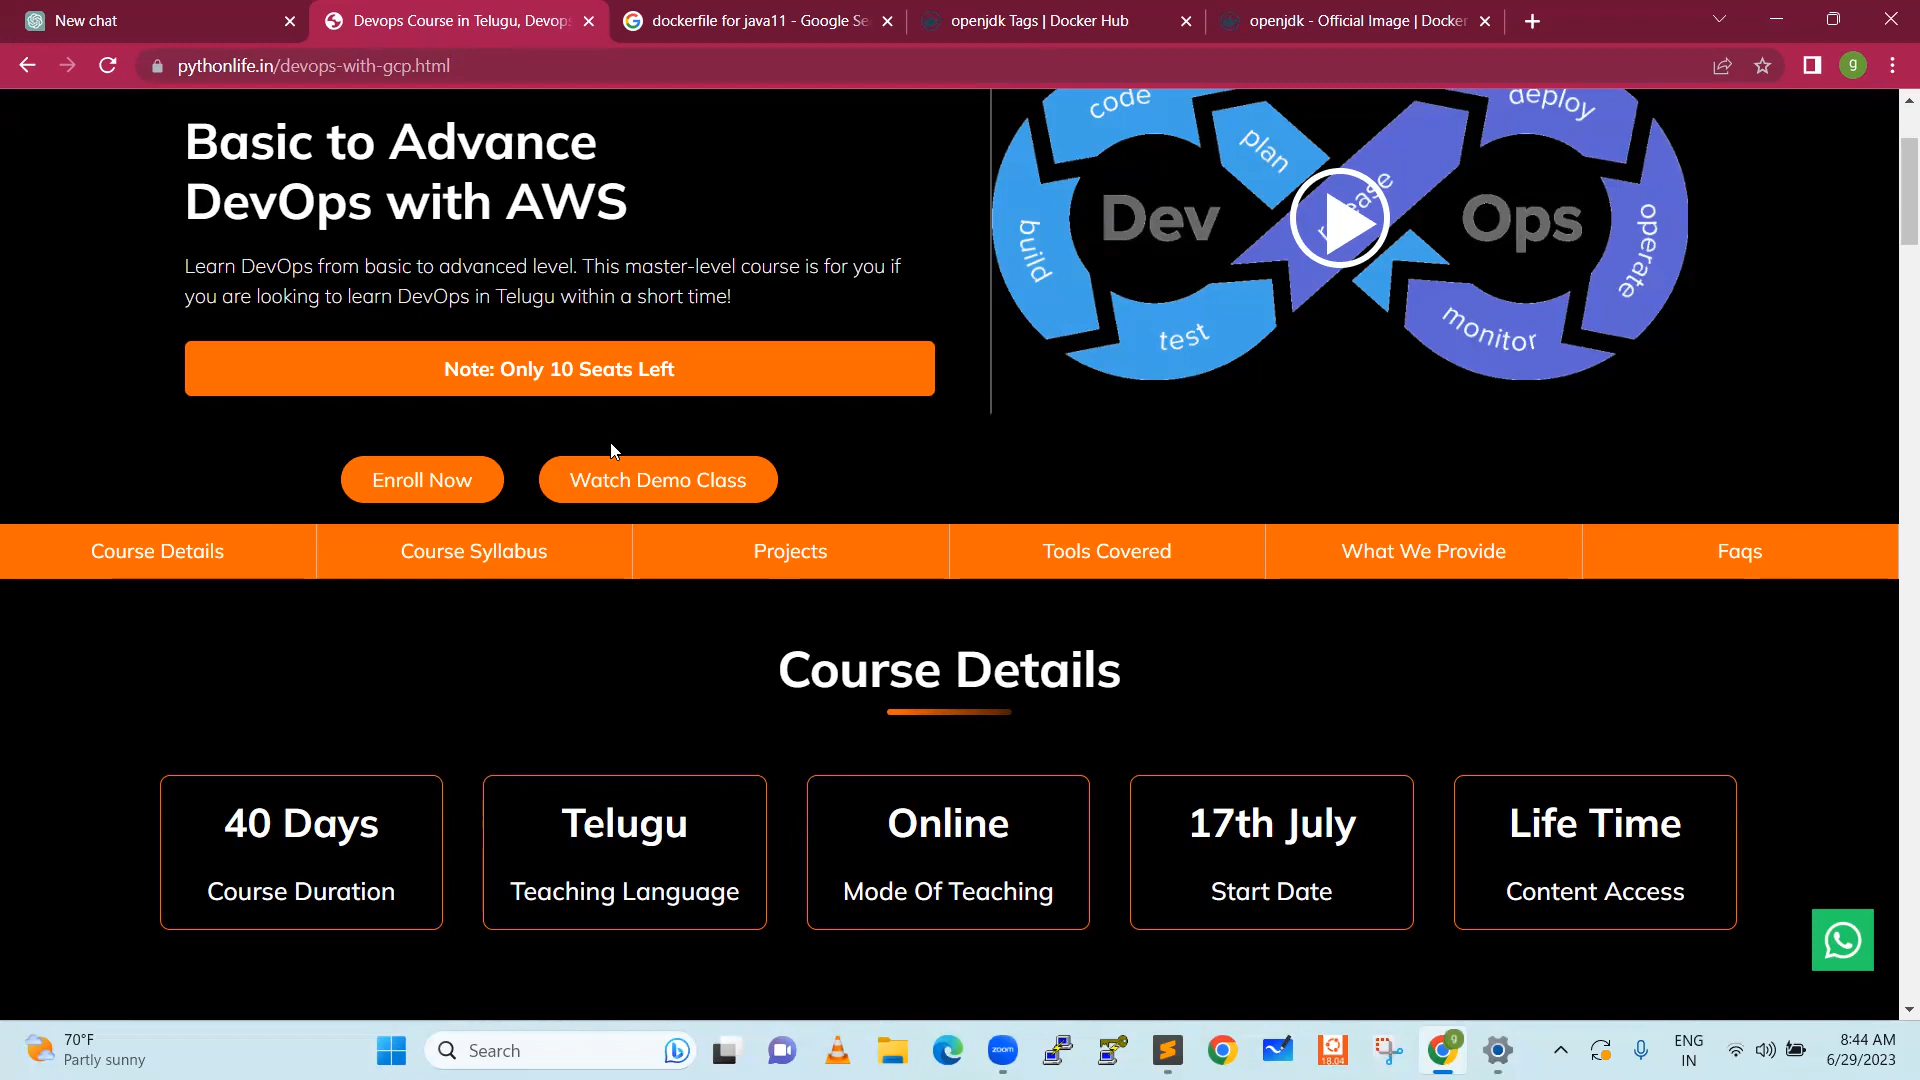 New chat
Devops Course in Telugu, Devop
dockerfile for java11 - Google Se
openjdk Tags | Docker Hub
openjdk - Official Image | Docker
pythonlife.in/devops-with-gcp.html
g
Basic to Advance
DevOps with AWS
Learn DevOps from basic to advanced level. This master-level course is for you if
you are looking to learn DevOps in Telugu within a short time!
Note: Only 10 Seats Left
Enroll Now
Watch Demo Class
code
plan
build
test
Dev
Ops
deploy
operate
monitor
Course Details
Course Syllabus
Projects
Tools Covered
What We Provide
Faqs
Course Details
40 Days
Course Duration
Telugu
Teaching Language
Online
Mode Of Teaching
17th July
Start Date
Life Time
Content Access
70°F
Partly sunny
Search
zoom
18.04
g
ENG
IN
8:44 AM
6/29/2023